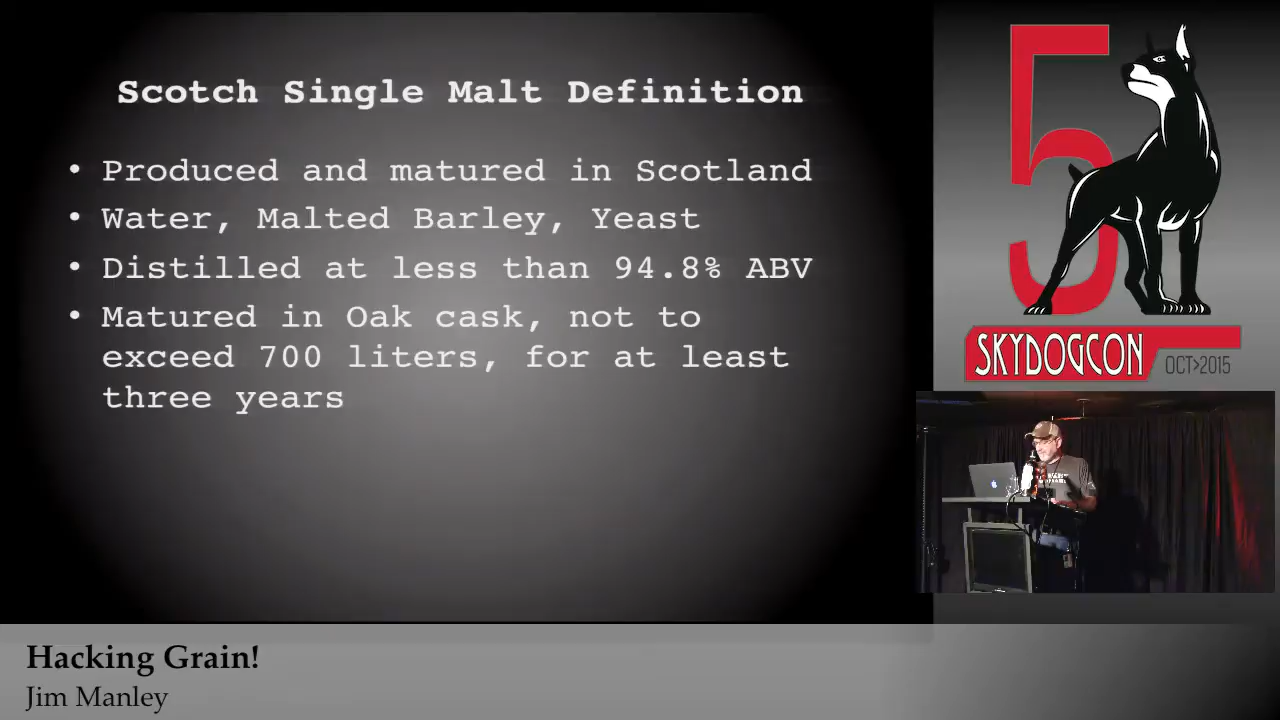 Scotch Single Malt Definition
• Produced and matured in Scotland
• Water, Malted Barley, Yeast
• Distilled at less than 94.8% ABV
• Matured in Oak cask, not to
exceed 700 liters, for at least
three years
5
SKYDOGCON
OCT>2015
Hacking Grain!
Jim Manley